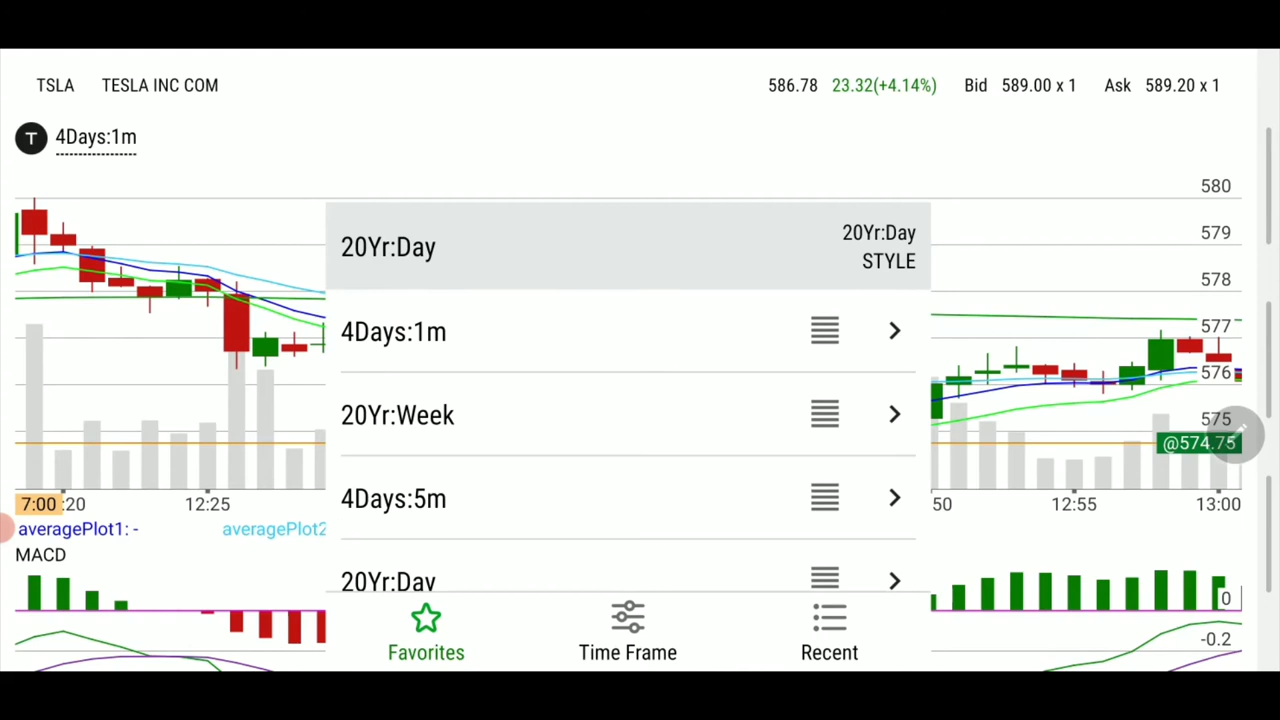 TSLA TESLA INC COM 586.78 23.32(+4.14%) Bid 589.00 x 1 Ask 589.20 x 1
T 4Days:1m
580
579
578
577
576
575
@574.75
20Yr:Day 20Yr:Day
STYLE
4Days:1m
20Yr:Week
4Days:5m
20Yr:Day
7:00 :20 12:25 50 12:55 13:00
averagePlot1: - averagePlot2
MACD
0
-0.2
Favorites Time Frame Recent